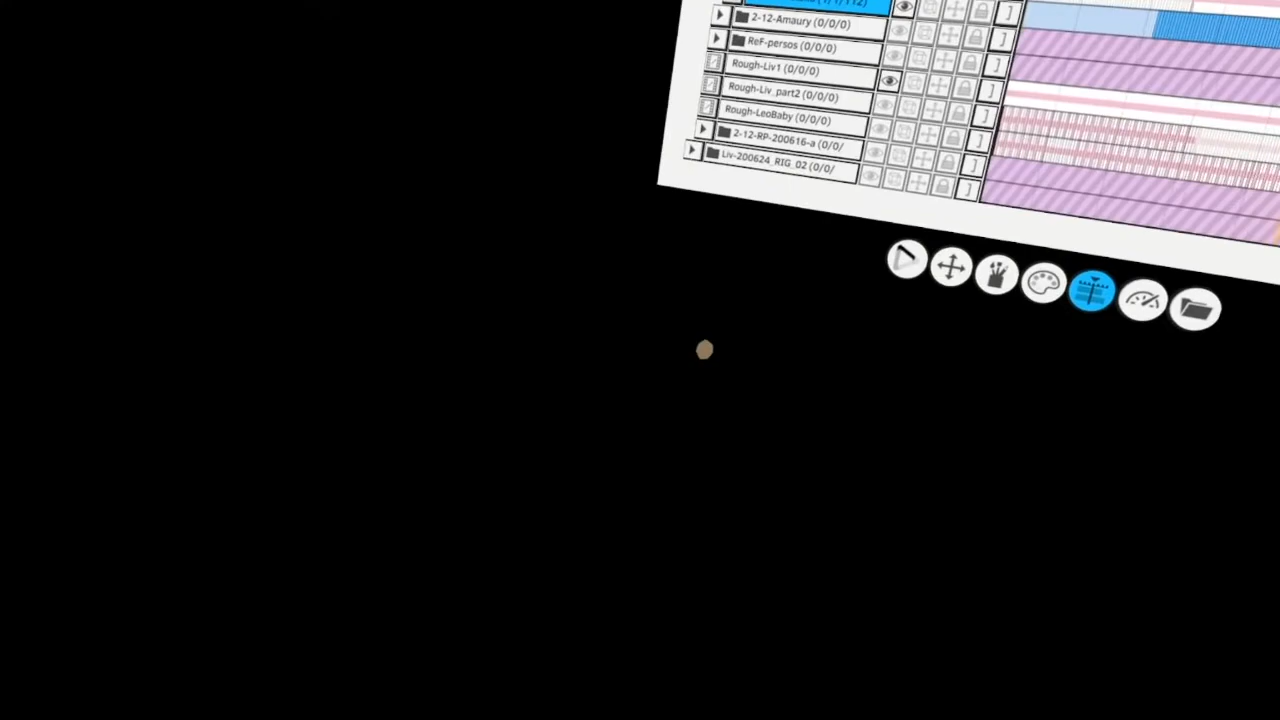 2-12-Amaury (0/0/0)
ReF-persos (0/0/0)
Rough-Liv1 (0/0/0)
Rough-Liv_part2 (0/0/0)
Rough-LeoBaby (0/0/0)
2-12-RP-200616-a (0/0/
Liv-200624_RIG_02 (0/0/